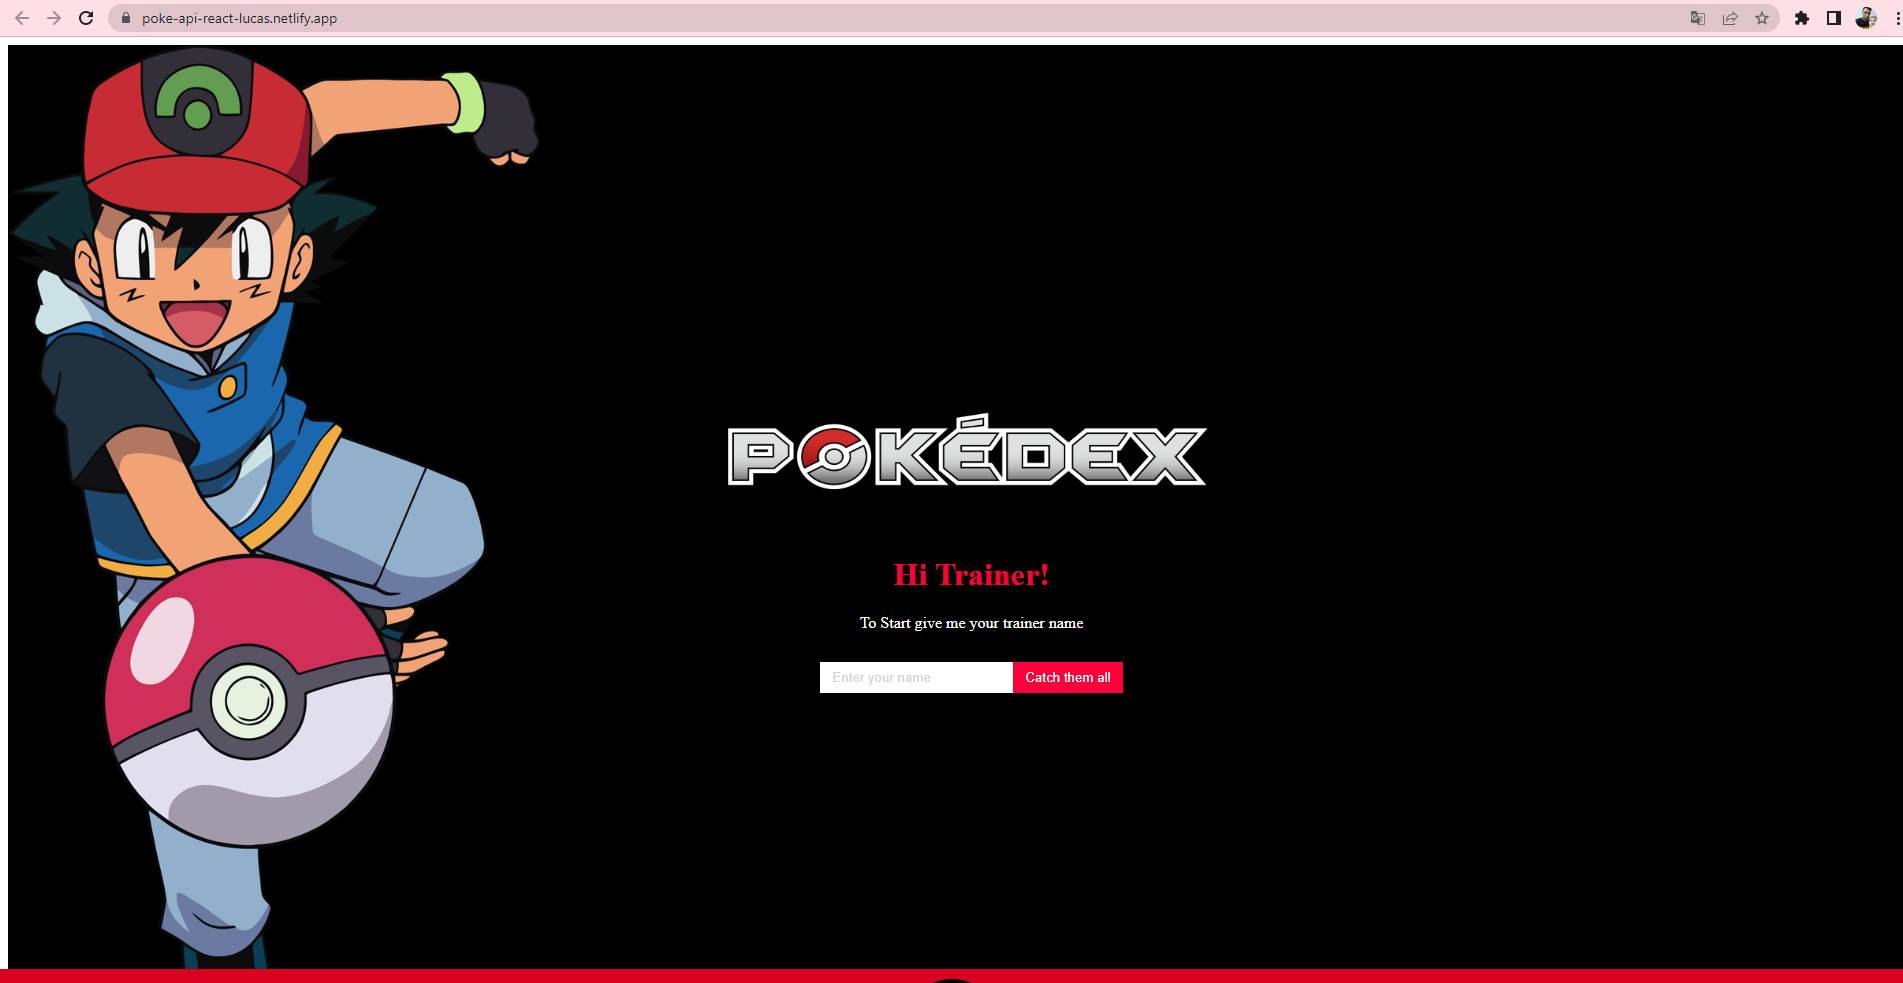 poke-api-react-lucas.netlify.app
POKÉDEX
Hi Trainer!
To Start give me your trainer name
Enter your name
Catch them all